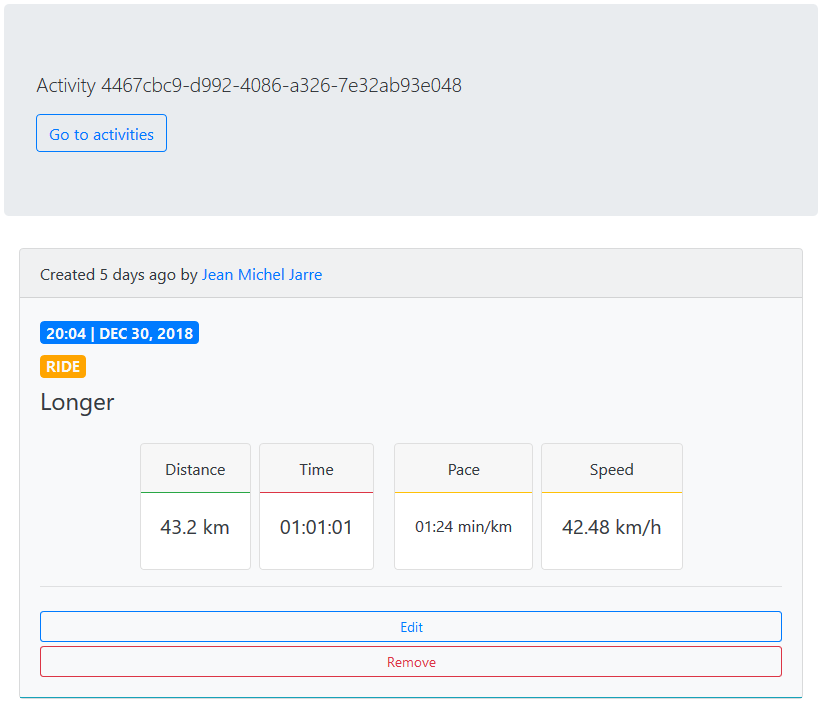 Activity 4467cbc9-d992-4086-a326-7e32ab93e048
Go to activities
Created 5 days ago by Jean Michel Jarre
20:04 | DEC 30, 2018
RIDE
Longer
Distance Time Pace Speed
43.2 km 01:01:01 01:24 min/km 42.48 km/h
Edit
Remove